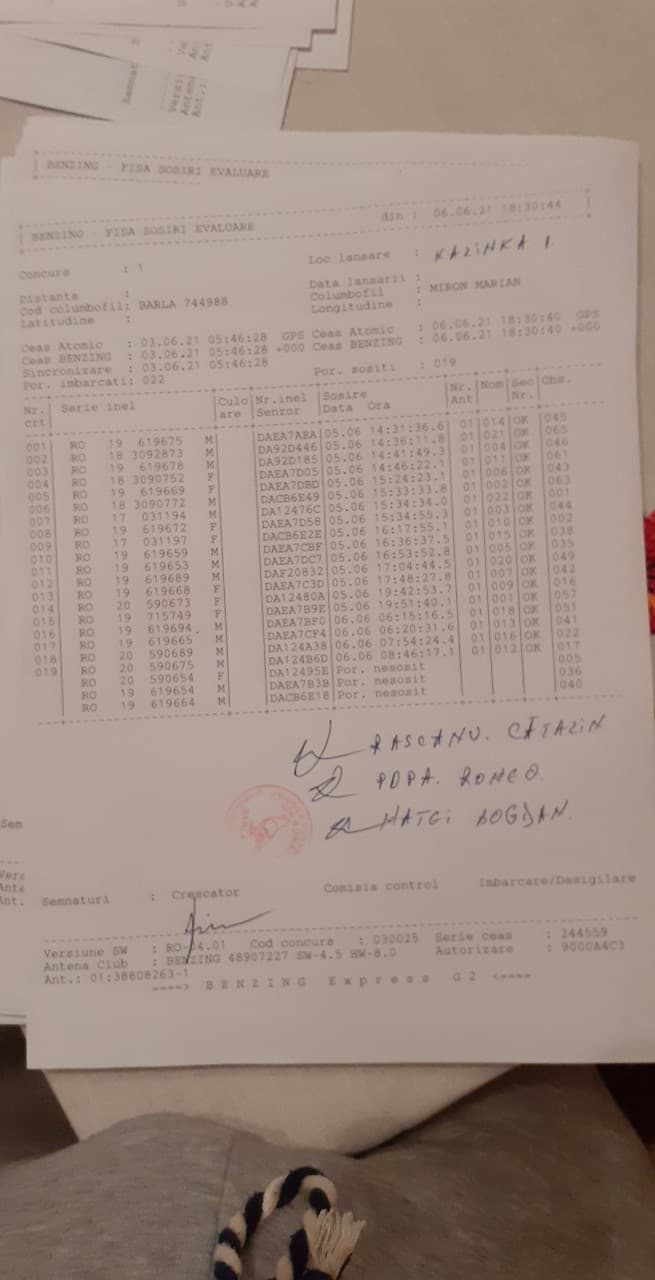 BENZING - FISA SOSIRI EVALUARE
BENZING - FISA SOSIRI EVALUARE din : 06.06.21 18:30:44
Concurs : 1 Loc lansare : KAZINKA 1.
Distanta : Data lansarii :
Cod columbofil: BARLA 744988 Columbofil : MIRON MARIAN
Latitudine : Longitudine :
Ceas Atomic : 03.06.21 05:46:28 GPS Ceas Atomic : 06.06.21 18:30:40 GPS
Ceas BENZING : 03.06.21 05:46:28 +000 Ceas BENZING : 06.06.21 18:30:40 +000
Sincronizare : 03.06.21 05:46:28
Por. imbarcati: 022 Por. sositi : 019
Nr. crt Serie inel Culo are Nr.inel Senzor Sosire Data Ora Nr. Ant Nom Sec Nr. Obs.
001 RO 19 619675 M DAEA7AEA 05.06 14:31:36.6 01 014 OK 045
002 RO 18 3092873 M DA92D446 05.06 14:36:11.8 01 021 OK 065
003 RO 19 619678 M DA92D185 05.06 14:41:49.3 01 004 OK 046
004 RO 18 3090752 F DAEA7D05 05.06 14:46:22.1 01 011 OK 061
005 RO 19 619669 F DAEA7DBD 05.06 15:24:23.1 01 006 OK 043
006 RO 18 3090772 M DACB6E49 05.06 15:33:33.8 01 002 OK 063
007 RO 17 031194 M DA12476C 05.06 15:34:34.0 01 022 OK 001
008 RO 19 619672 F DAEA7D58 05.06 15:34:55.3 01 003 OK 044
009 RO 17 031197 F DACB6E2E 05.06 16:17:55.1 01 010 OK 002
010 RO 19 619659 M DAEA7CBF 05.06 16:36:37.5 01 015 OK 038
011 RO 19 619653 M DAEA7DC7 05.06 16:53:52.8 01 005 OK 035
012 RO 19 619689 M DAF20832 05.06 17:04:44.5 01 020 OK 049
013 RO 19 619668 F DAEA7C3D 05.06 17:48:27.8 01 007 OK 042
014 RO 20 590673 F DA12480A 05.06 19:42:53.7 01 009 OK 016
015 RO 19 715749 F DAEA7B9E 05.06 19:51:40.1 01 001 OK 057
016 RO 19 619694. M DAEA7BF0 06.06 06:15:16.5 01 018 OK 051
017 RO 19 619665 M DAEA7CF4 06.06 06:20:31.6 01 013 OK 041
018 RO 20 590689 M DA124A38 06.06 07:54:24.4 01 016 OK 022
019 RO 20 590675 M DA124B6D 06.06 08:46:17.1 01 012 OK 017
RO 20 590654 F DA12495E Por. nesosit 005
RO 19 619654 M DAEA7B3B Por. nesosit 036
RO 19 619664 M DACB6E18 Por. nesosit 040
RASCANU. CATALIN
POPA. ROMEO
HATGI BOGDAN.
Semnaturi : Crescator Comisia control Imbarcare/Desigilare
Versiune SW : RO-04.01 Cod concurs : 030025 Serie ceas : 344559
Antena Club : BENZING 48907227 SW-4.5 HW-8.0 Autorizare : 9000A4C3
Ant.: 01:38808263-1
====> BENZING Express G2 <====